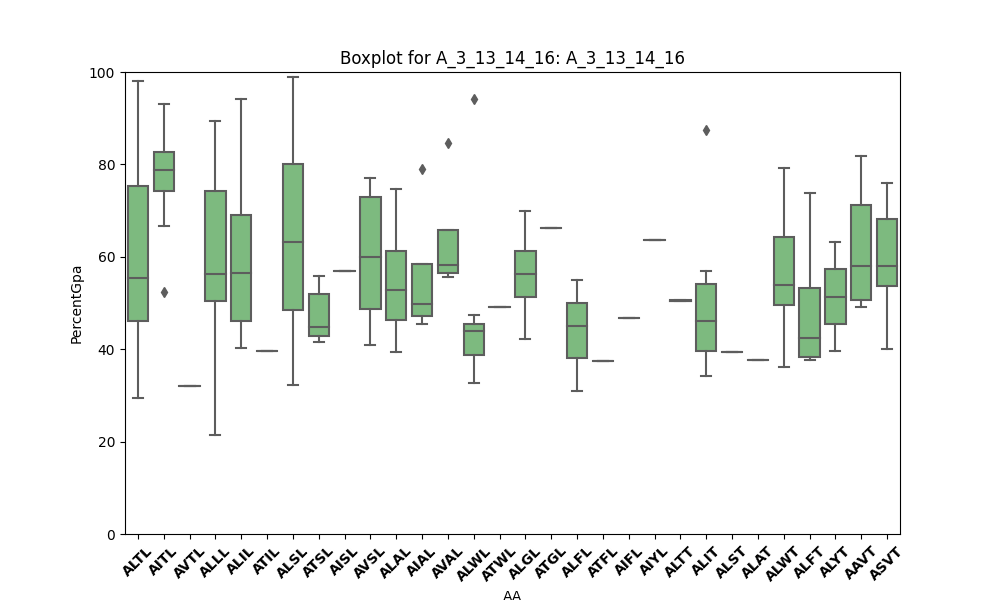 Boxplot for A_3_13_14_16: A_3_13_14_16
100
80
60
40
20
0
PercentGpa
ALTL AITL AVTL ALLL ALIL ATIL ALSL ATSL AISL AVSL ALAL AIAL AVAL ALWL ATWL ALGL ATGL ALFL ATFL AIFL AIYL ALTT ALIT ALST ALAT ALWT ALFT ALYT AAVT ASVT
AA